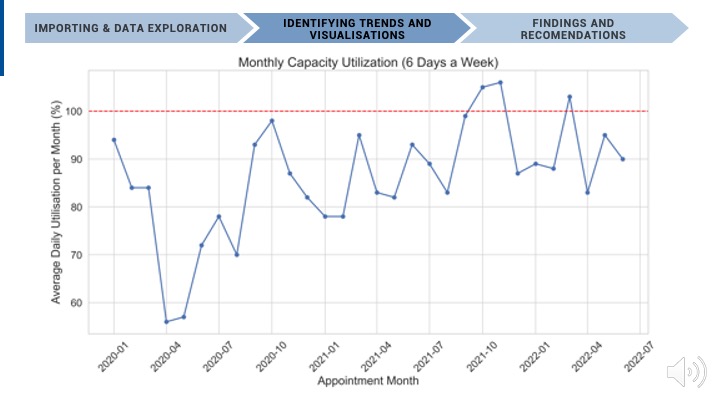 IMPORTING & DATA EXPLORATION
IDENTIFYING TRENDS AND
VISUALISATIONS
FINDINGS AND
RECOMENDATIONS
Monthly Capacity Utilization (6 Days a Week)
Average Daily Utilisation per Month (%)
100
90
80
70
60
2020-01
2020-04
2020-07
2020-10
2021-01
2021-04
2021-07
2021-10
2022-01
2022-04
2022-07
Appointment Month